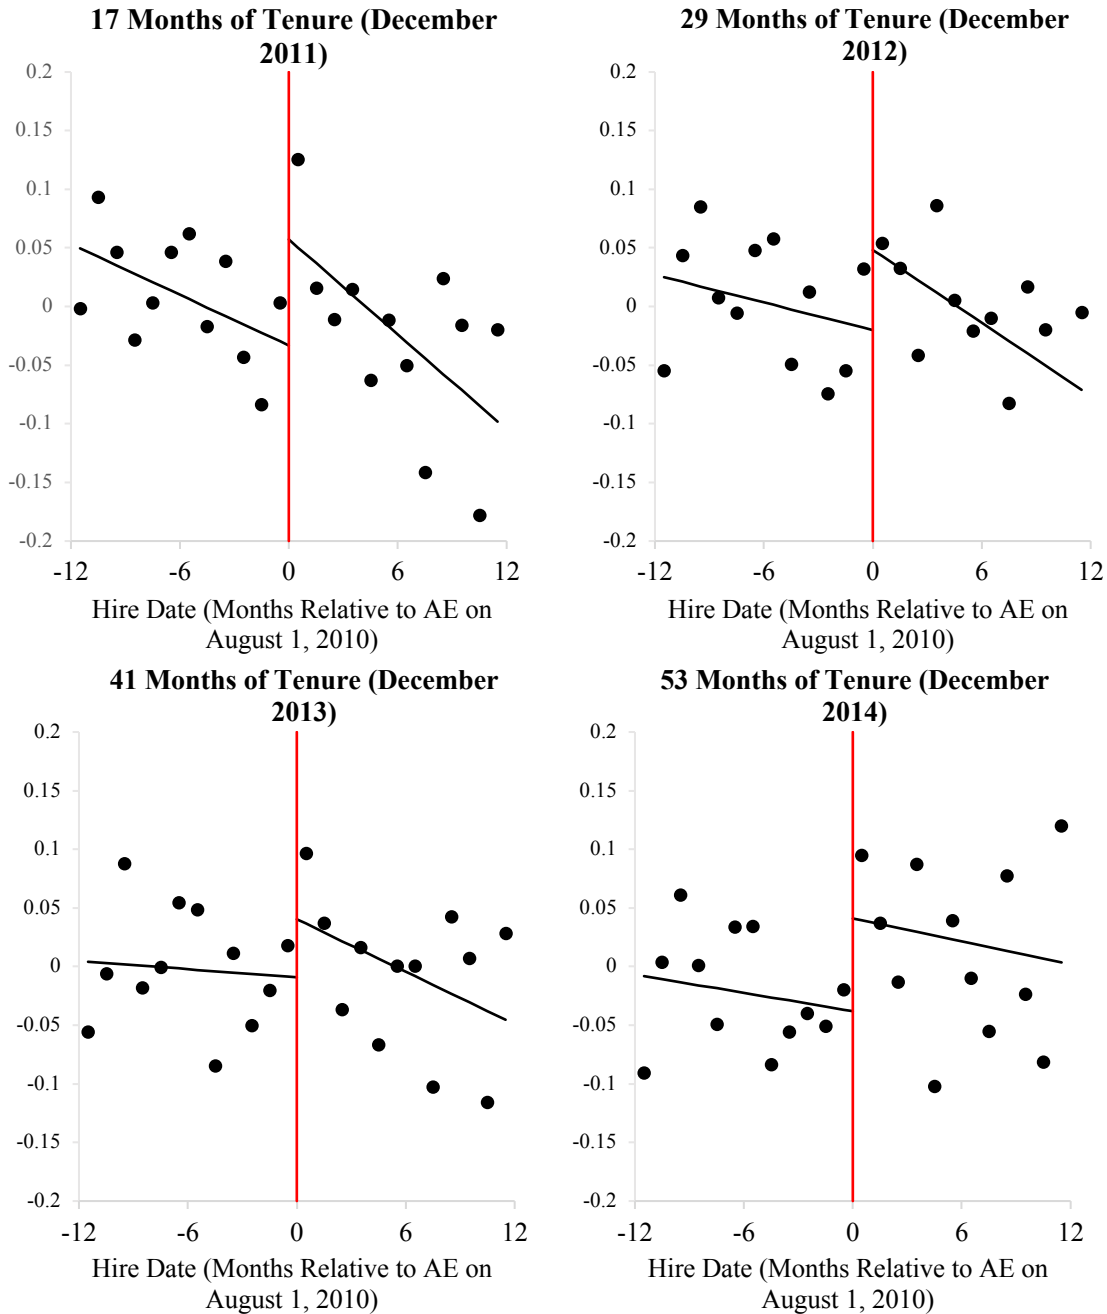 17 Months of Tenure (December
2011)
0.2
0.15
0.1
0.05
0
-0.05
-0.1
-0.15
-0.2
-12 -6 0 6 12
Hire Date (Months Relative to AE on
August 1, 2010)
29 Months of Tenure (December
2012)
0.2
0.15
0.1
0.05
0
-0.05
-0.1
-0.15
-0.2
-12 -6 0 6 12
Hire Date (Months Relative to AE on
August 1, 2010)
41 Months of Tenure (December
2013)
0.2
0.15
0.1
0.05
0
-0.05
-0.1
-0.15
-0.2
-12 -6 0 6 12
Hire Date (Months Relative to AE on
August 1, 2010)
53 Months of Tenure (December
2014)
0.2
0.15
0.1
0.05
0
-0.05
-0.1
-0.15
-0.2
-12 -6 0 6 12
Hire Date (Months Relative to AE on
August 1, 2010)